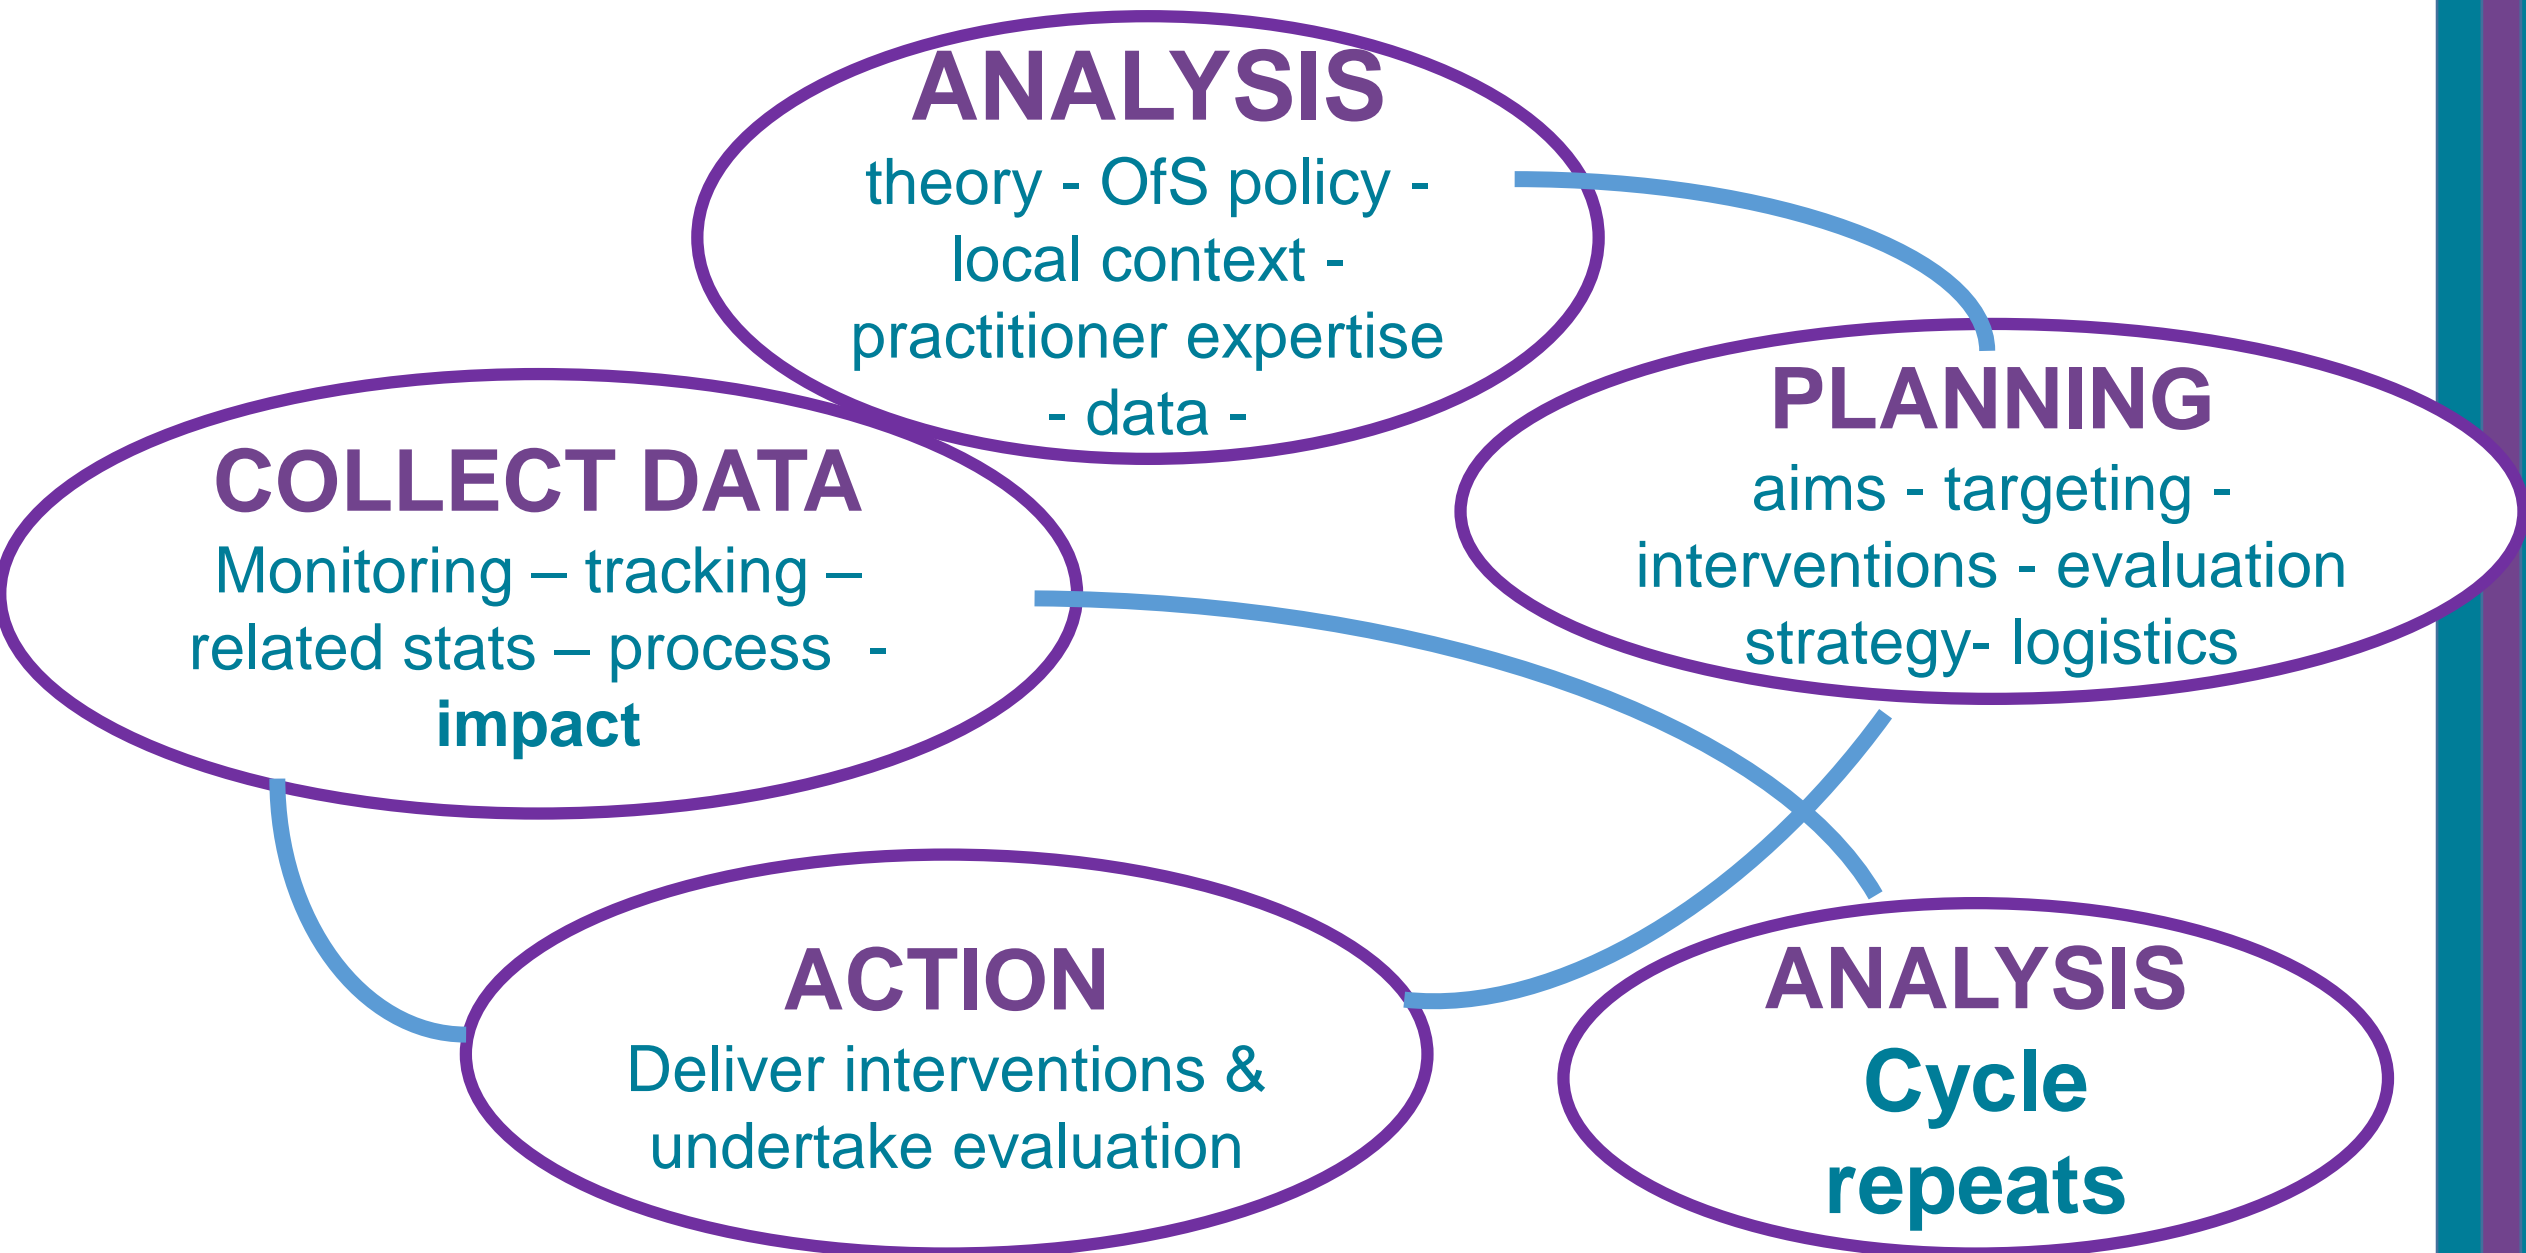 ANALYSIS
theory - OfS policy -
local context -
practitioner expertise
- data -
PLANNING
aims - targeting -
interventions - evaluation
strategy- logistics
COLLECT DATA
Monitoring – tracking –
related stats – process  -
impact
ACTION
Deliver interventions &
undertake evaluation
ANALYSIS
Cycle
repeats